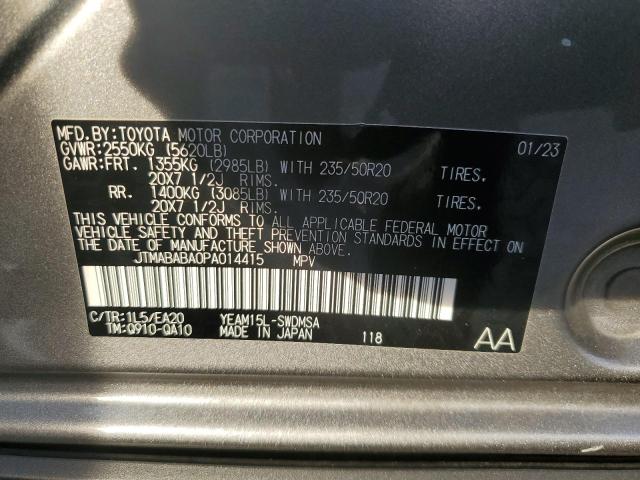 MFD.BY:TOYOTA MOTOR CORPORATION 01/23
GVWR:2550KG (5620LB)
GAWR:FRT. 1355KG (2985LB) WITH 235/50R20 TIRES.
20X7 1/2J RIMS.
RR. 1400KG (3085LB) WITH 235/50R20 TIRES.
20X7 1/2J RIMS.
THIS VEHICLE CONFORMS TO ALL APPLICABLE FEDERAL MOTOR
VEHICLE SAFETY AND THEFT PREVENTION STANDARDS IN EFFECT ON
THE DATE OF MANUFACTURE SHOWN ABOVE.
JTMABABA0PA014415 MPV
C/TR:1L5/EA20 YEAM15L-SWDMSA
TM:Q910-QA10 MADE IN JAPAN 118 AA